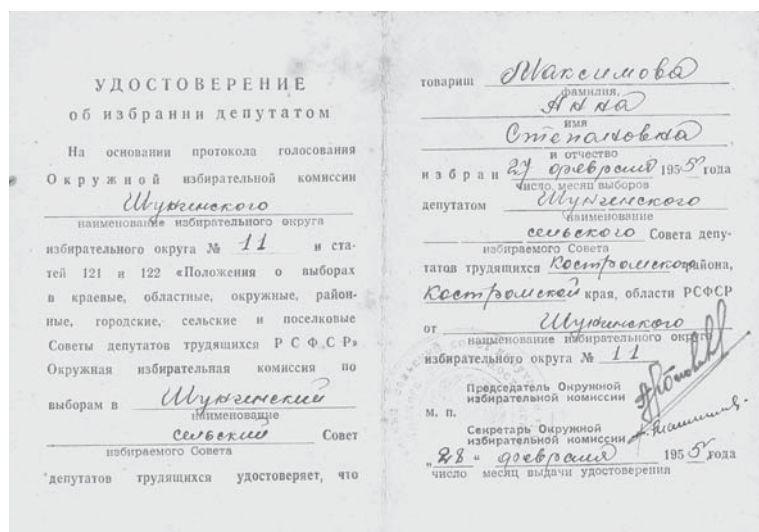 УДОСТОВЕРЕНИЕ
об избрании депутатом
На основании протокола голосования
Окружной избирательной комиссии
Шунгенского
наименование избирательного округа
избирательного округа № 11 и ста-
тей 121 и 122 «Положения о выборах
в краевые, областные, окружные, район-
ные, городские, сельские и поселковые
Советы депутатов трудящихся РСФСР»
Окружная избирательная комиссия по
выборам в Шунгенский
наименование
сельский Совет
избираемого Совета
депутатов трудящихся удостоверяет, что
товарищ Максимова
фамилия,
Анна
имя
Степановна,
и отчество
избран 27 февраля 1955 года
число, месяц выборов
депутатом Шунгенского
наименование
сельского Совета депу-
избираемого Совета
татов трудящихся Костромского района,
Костромской края, области РСФСР
от Шунгенского
наименование избирательного округа
избирательного округа № 11
Председатель Окружной
избирательной комиссии
М. п.
Секретарь Окружной
избирательной комиссии
„28" февраля 1955 года
число месяц выдачи удостоверения